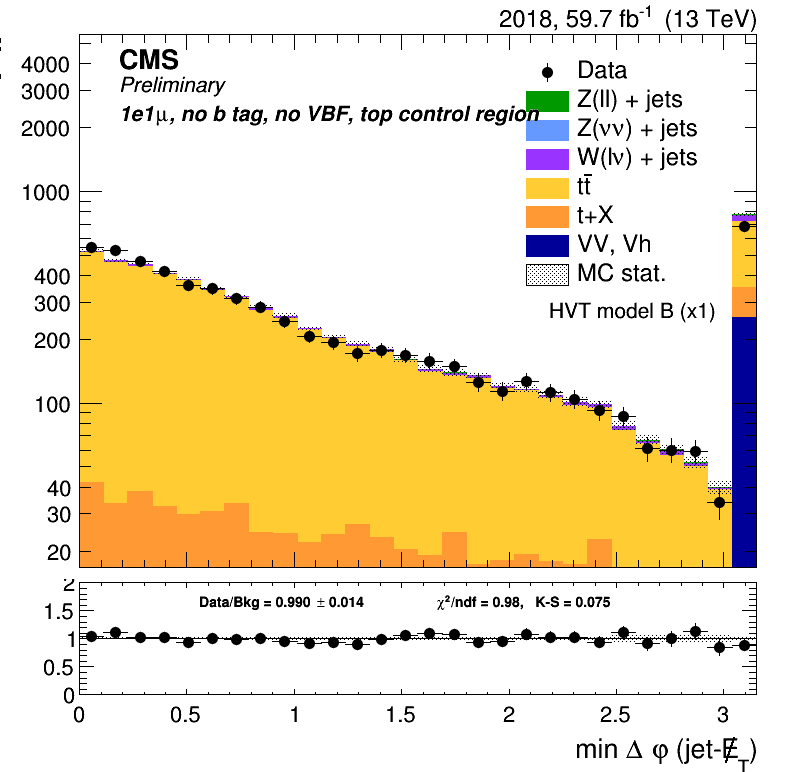 2018, 59.7 fb⁻¹ (13 TeV)
CMS
Preliminary
1e1μ, no b tag, no VBF, top control region
Data
Z(ll) + jets
Z(νν) + jets
W(lν) + jets
tt̄
t+X
VV, Vh
MC stat.
HVT model B (x1)
4000
3000
2000
1000
400
300
200
100
40
30
20
Data/Bkg = 0.990 ± 0.014   χ²/ndf = 0.98,   K-S = 0.075
2
1.5
1
0.5
0
0 0.5 1 1.5 2 2.5 3
min Δ φ (jet-E̸_T)